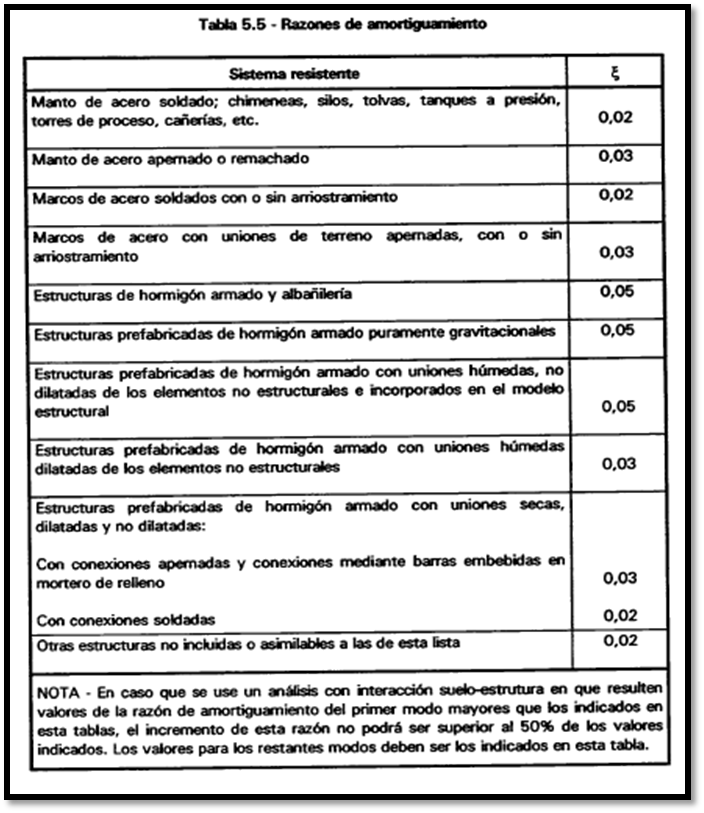 Tabla 5.5 - Razones de amortiguamiento
Sistema resistente ξ
Manto de acero soldado; chimeneas, silos, tolvas, tanques a presión,
torres de proceso, cañerías, etc. 0,02
Manto de acero apernado o remachado 0,03
Marcos de acero soldados con o sin arriostramiento 0,02
Marcos de acero con uniones de terreno apernadas, con o sin
arriostramiento 0,03
Estructuras de hormigón armado y albañilería 0,05
Estructuras prefabricadas de hormigón armado puramente gravitacionales 0,05
Estructuras prefabricadas de hormigón armado con uniones húmedas, no
dilatadas de los elementos no estructurales e incorporados en el modelo
estructural 0,05
Estructuras prefabricadas de hormigón armado con uniones húmedas
dilatadas de los elementos no estructurales 0,03
Estructuras prefabricadas de hormigón armado con uniones secas,
dilatadas y no dilatadas:
Con conexiones apernadas y conexiones mediante barras embebidas en
mortero de relleno 0,03
Con conexiones soldadas 0,02
Otras estructuras no incluidas o asimilables a las de esta lista 0,02
NOTA - En caso que se use un análisis con interacción suelo-estrutura en que resulten
valores de la razón de amortiguamiento del primer modo mayores que los indicados en
esta tablas, el incremento de esta razón no podrá ser superior al 50% de los valores
indicados. Los valores para los restantes modos deben ser los indicados en esta tabla.